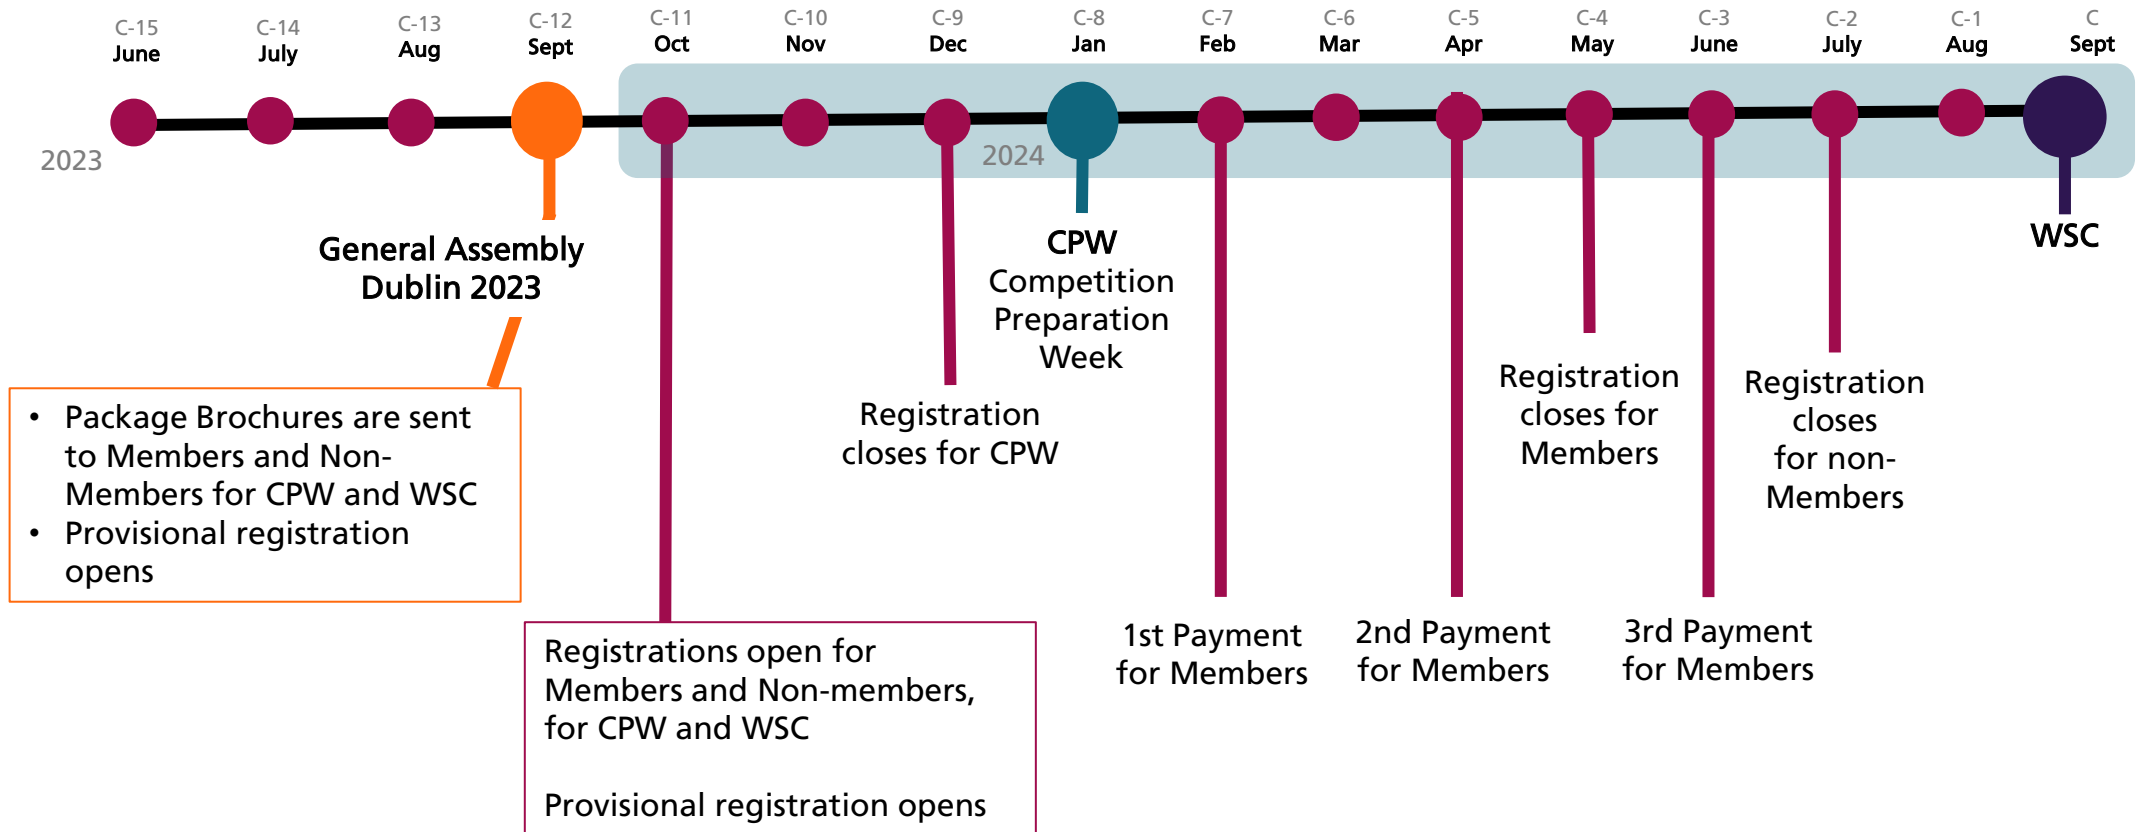 C-15
June
C-14
July
C-13
Aug
C-12
Sept
C-11
Oct
C-10
Nov
C-9
Dec
C-8
Jan
C-7
Feb
C-6
Mar
C-5
Apr
C-4
May
C-3
June
C-2
July
C-1
Aug
C
Sept
2023
2024
General Assembly
Dublin 2023
CPW
Competition
Preparation
Week
WSC
• Package Brochures are sent
to Members and Non-
Members for CPW and WSC
• Provisional registration
opens
Registration
closes for CPW
Registration
closes for
Members
Registration
closes
for non-
Members
Registrations open for
Members and Non-members,
for CPW and WSC
Provisional registration opens
1st Payment
for Members
2nd Payment
for Members
3rd Payment
for Members